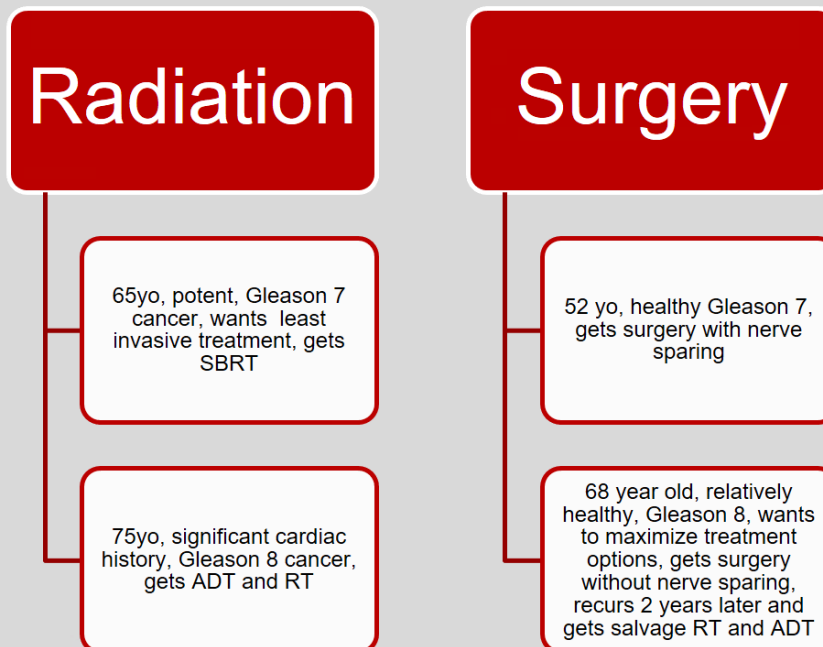 Radiation
65yo, potent, Gleason 7
cancer, wants least
invasive treatment, gets
SBRT
75yo, significant cardiac
history, Gleason 8 cancer,
gets ADT and RT
Surgery
52 yo, healthy Gleason 7,
gets surgery with nerve
sparing
68 year old, relatively
healthy, Gleason 8, wants
to maximize treatment
options, gets surgery
without nerve sparing,
recurs 2 years later and
gets salvage RT and ADT